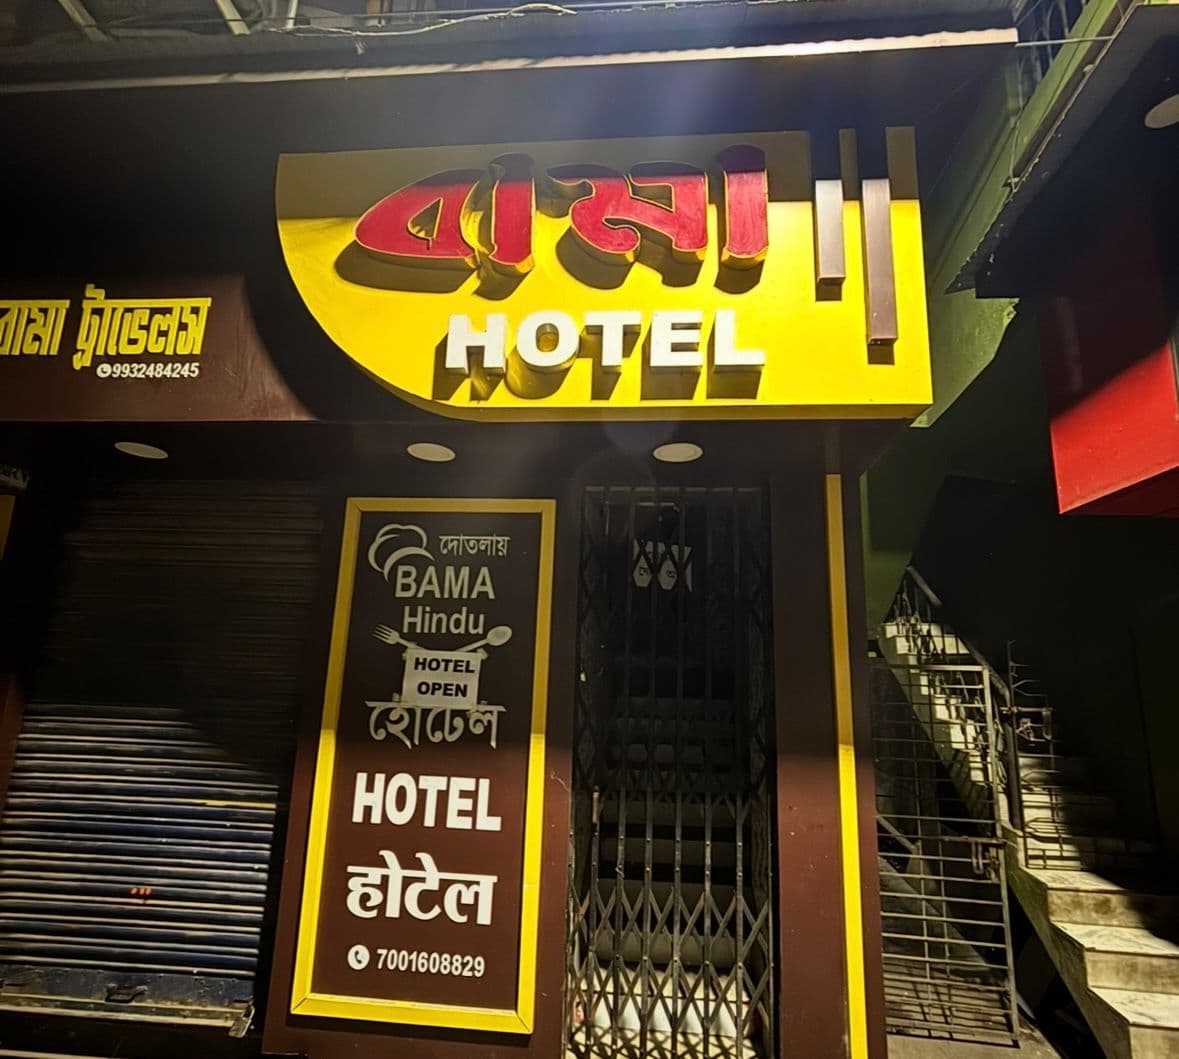 বামা
HOTEL
বামা ট্রাভেলস
9932484245
দোতলায়
BAMA
Hindu
HOTEL
OPEN
হোটেল
HOTEL
होटेल
7001608829